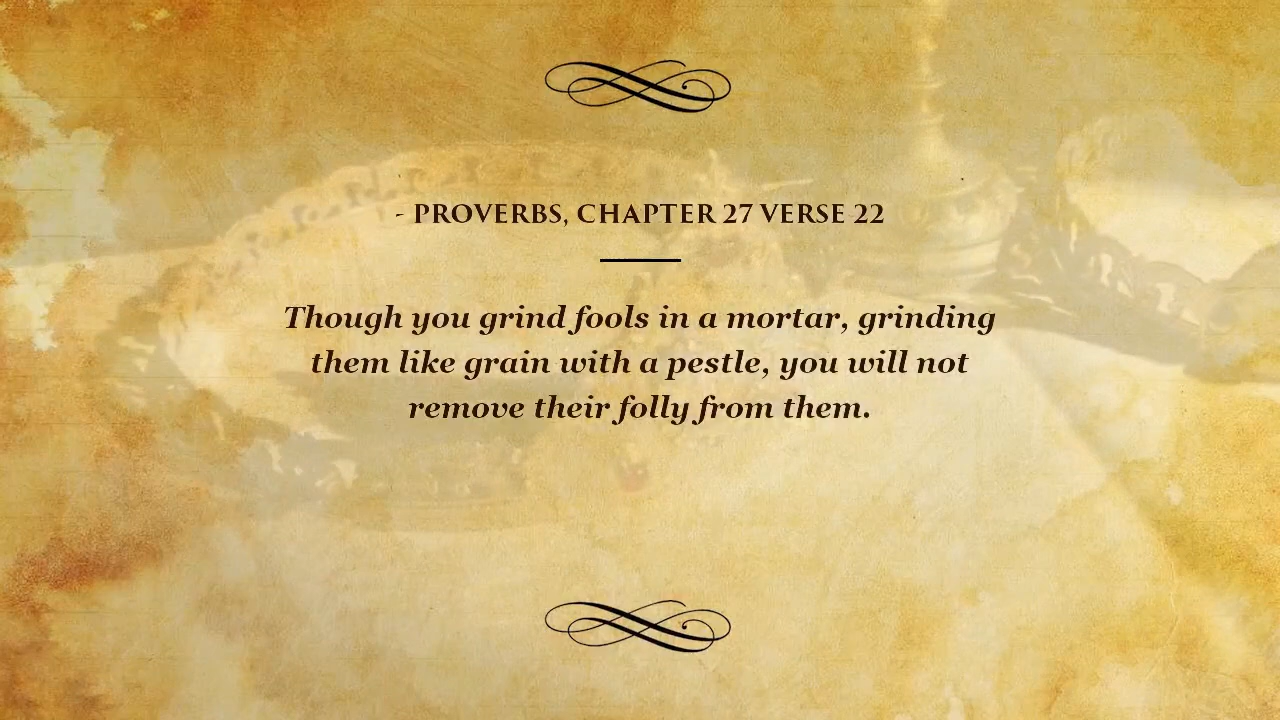 - PROVERBS, CHAPTER 27 VERSE 22
Though you grind fools in a mortar, grinding
them like grain with a pestle, you will not
remove their folly from them.